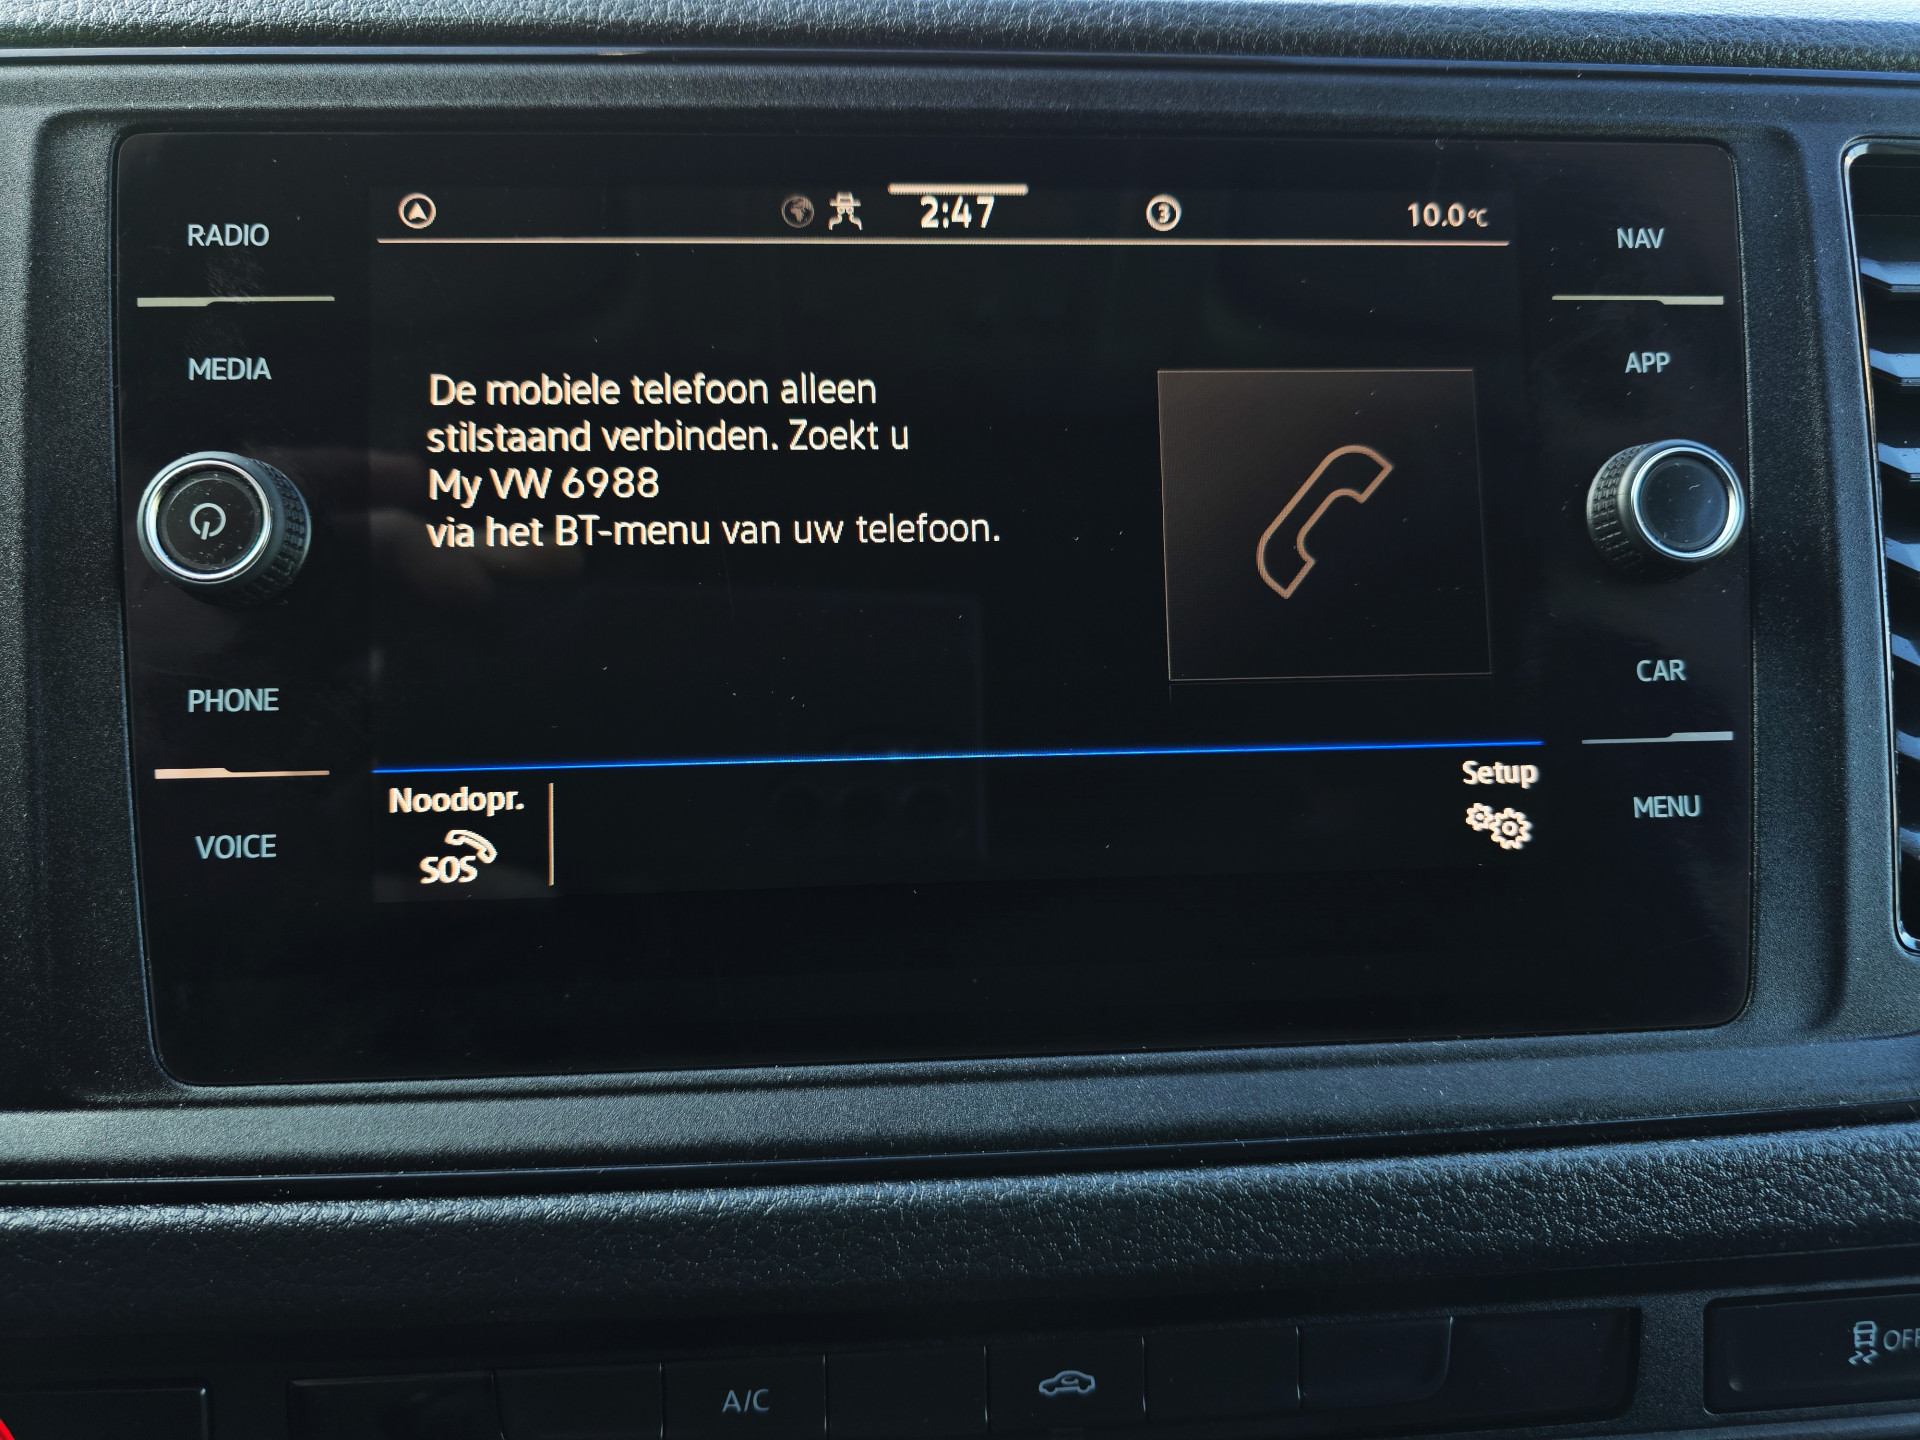 2:47
3
10.0°C
RADIO
MEDIA
PHONE
VOICE
De mobiele telefoon alleen
stilstaand verbinden. Zoekt u
My VW 6988
via het BT-menu van uw telefoon.
Noodopr.
SOS
Setup
NAV
APP
CAR
MENU
A/C
OFF